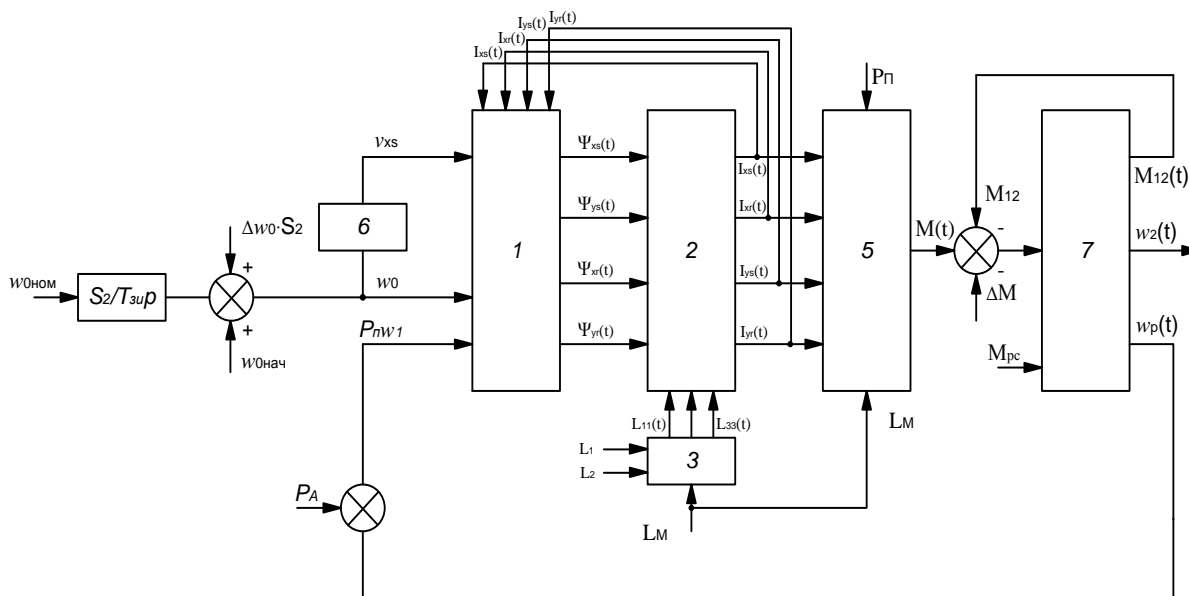 Iyr(t)
Iys(t)
Ixr(t)
Ixs(t)
PП
vxs
Ψxs(t)
Ixs(t)
M12
M12(t)
Δw0·S2
6
1
Ψys(t)
2
Ixr(t)
5
M(t)
-
7
w2(t)
+
w0ном
S2/Tзир
w0
Ψxr(t)
Iys(t)
-
ΔM
+
w0нач
Pпw1
Ψyr(t)
Iyr(t)
Mрс
wp(t)
L11(t)
L33(t)
LM
L1
3
L2
PA
LM